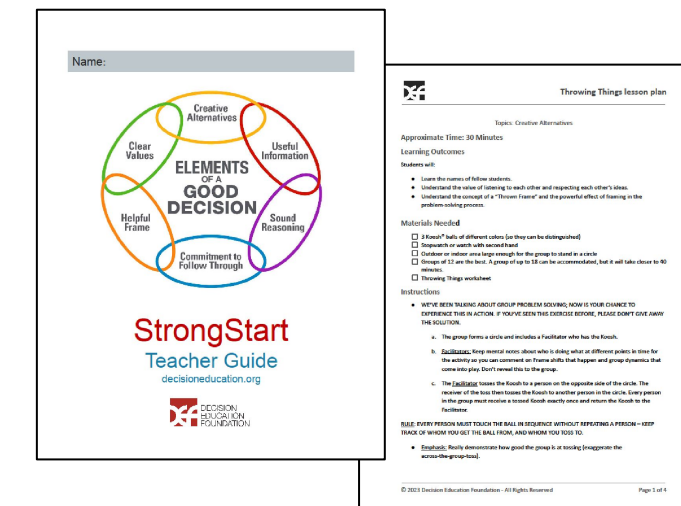 Name:
Creative
Alternatives
Clear
Values
Useful
Information
ELEMENTS
OF A
GOOD
DECISION
Helpful
Frame
Sound
Reasoning
Commitment to
Follow Through
StrongStart
Teacher Guide
decisioneducation.org
DEF
DECISION
EDUCATION
FOUNDATION
DEF
Throwing Things lesson plan
Topics: Creative Alternatives
Approximate Time: 30 Minutes
Learning Outcomes
Students will:
● Learn the names of fellow students.
● Understand the value of listening to each other and respecting each other's ideas.
● Understand the concept of a "Thrown Frame" and the powerful effect of framing in the
problem-solving process.
Materials Needed
☐ 3 Koosh® balls of different colors (so they can be distinguished)
☐ Stopwatch or watch with second hand
☐ Outdoor or indoor area large enough for the group to stand in a circle
☐ Groups of 12 are the best. A group of up to 18 can be accommodated, but it will take closer to 40
minutes.
☐ Throwing Things worksheet
Instructions
● WE'VE BEEN TALKING ABOUT GROUP PROBLEM SOLVING; NOW IS YOUR CHANCE TO
EXPERIENCE THIS IN ACTION. IF YOU'VE SEEN THIS EXERCISE BEFORE, PLEASE DON'T GIVE AWAY
THE SOLUTION.
a. The group forms a circle and includes a Facilitator who has the Koosh.
b. Facilitators: Keep mental notes about who is doing what at different points in time for
the activity so you can comment on Frame shifts that happen and group dynamics that
come into play. Don't reveal this to the group.
c. The Facilitator tosses the Koosh to a person on the opposite side of the circle. The
receiver of the toss then tosses the Koosh to another person in the circle. Every person
in the group must receive a tossed Koosh exactly once and return the Koosh to the
Facilitator.
RULE: EVERY PERSON MUST TOUCH THE BALL IN SEQUENCE WITHOUT REPEATING A PERSON – KEEP
TRACK OF WHOM YOU GET THE BALL FROM, AND WHOM YOU TOSS TO.
● Emphasis: Really demonstrate how good the group is at tossing (exaggerate the
across-the-group-toss).
© 2023 Decision Education Foundation - All Rights Reserved
Page 1 of 4